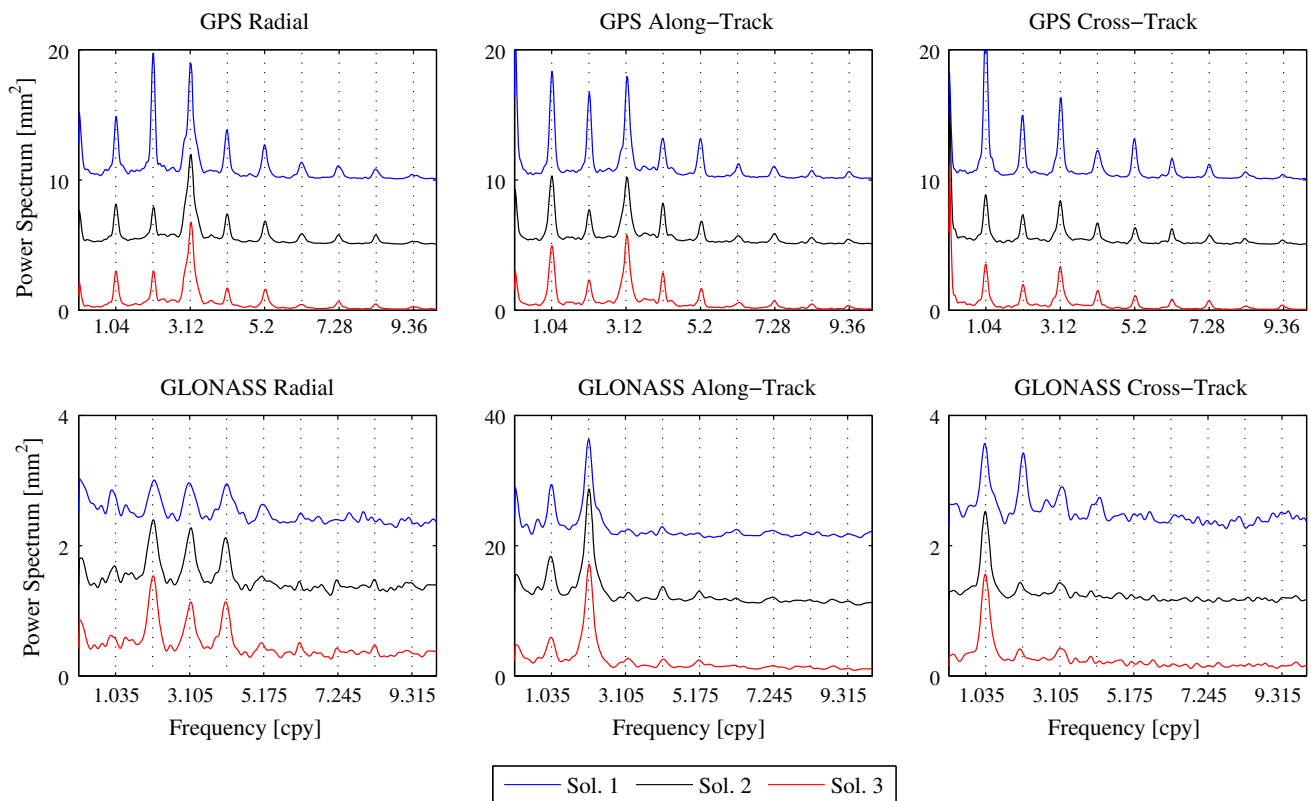 GPS Radial
GPS Along−Track
GPS Cross−Track
Power Spectrum [mm²]
20
10
0
1.04 3.12 5.2 7.28 9.36
20
10
0
1.04 3.12 5.2 7.28 9.36
20
10
0
1.04 3.12 5.2 7.28 9.36
GLONASS Radial
GLONASS Along−Track
GLONASS Cross−Track
Power Spectrum [mm²]
4
2
0
1.035 3.105 5.175 7.245 9.315
Frequency [cpy]
40
20
0
1.035 3.105 5.175 7.245 9.315
Frequency [cpy]
4
2
0
1.035 3.105 5.175 7.245 9.315
Frequency [cpy]
Sol. 1 Sol. 2 Sol. 3